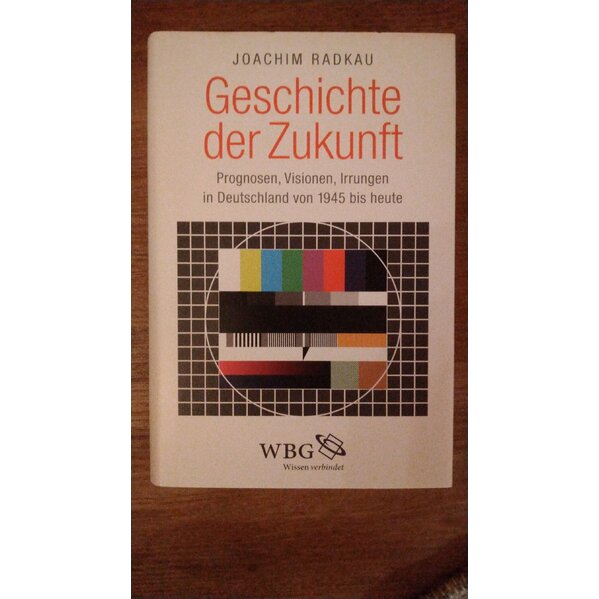 JOACHIM RADKAU
Geschichte
der Zukunft
Prognosen, Visionen, Irrungen
in Deutschland von 1945 bis heute
WBG
Wissen verbindet